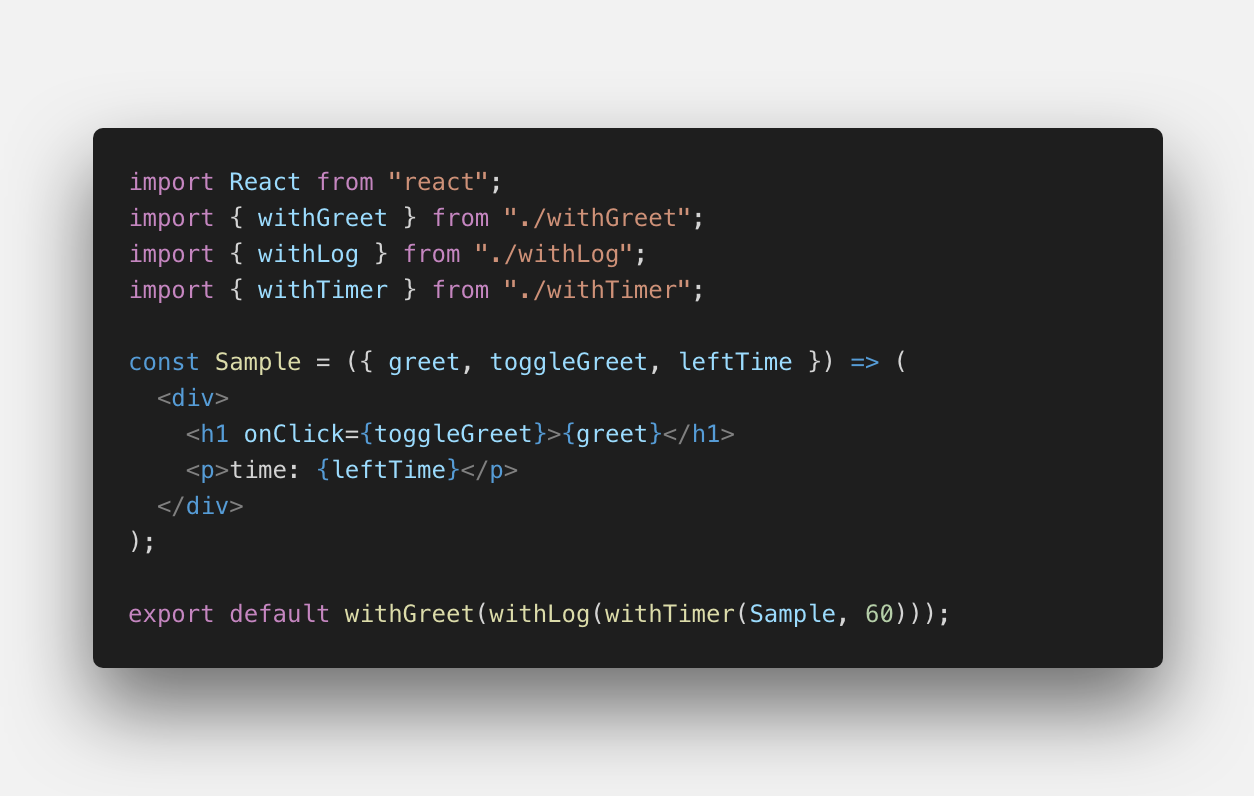 import React from "react";
import { withGreet } from "./withGreet";
import { withLog } from "./withLog";
import { withTimer } from "./withTimer";

const Sample = ({ greet, toggleGreet, leftTime }) => (
  <div>
    <h1 onClick={toggleGreet}>{greet}</h1>
    <p>time: {leftTime}</p>
  </div>
);

export default withGreet(withLog(withTimer(Sample, 60)));